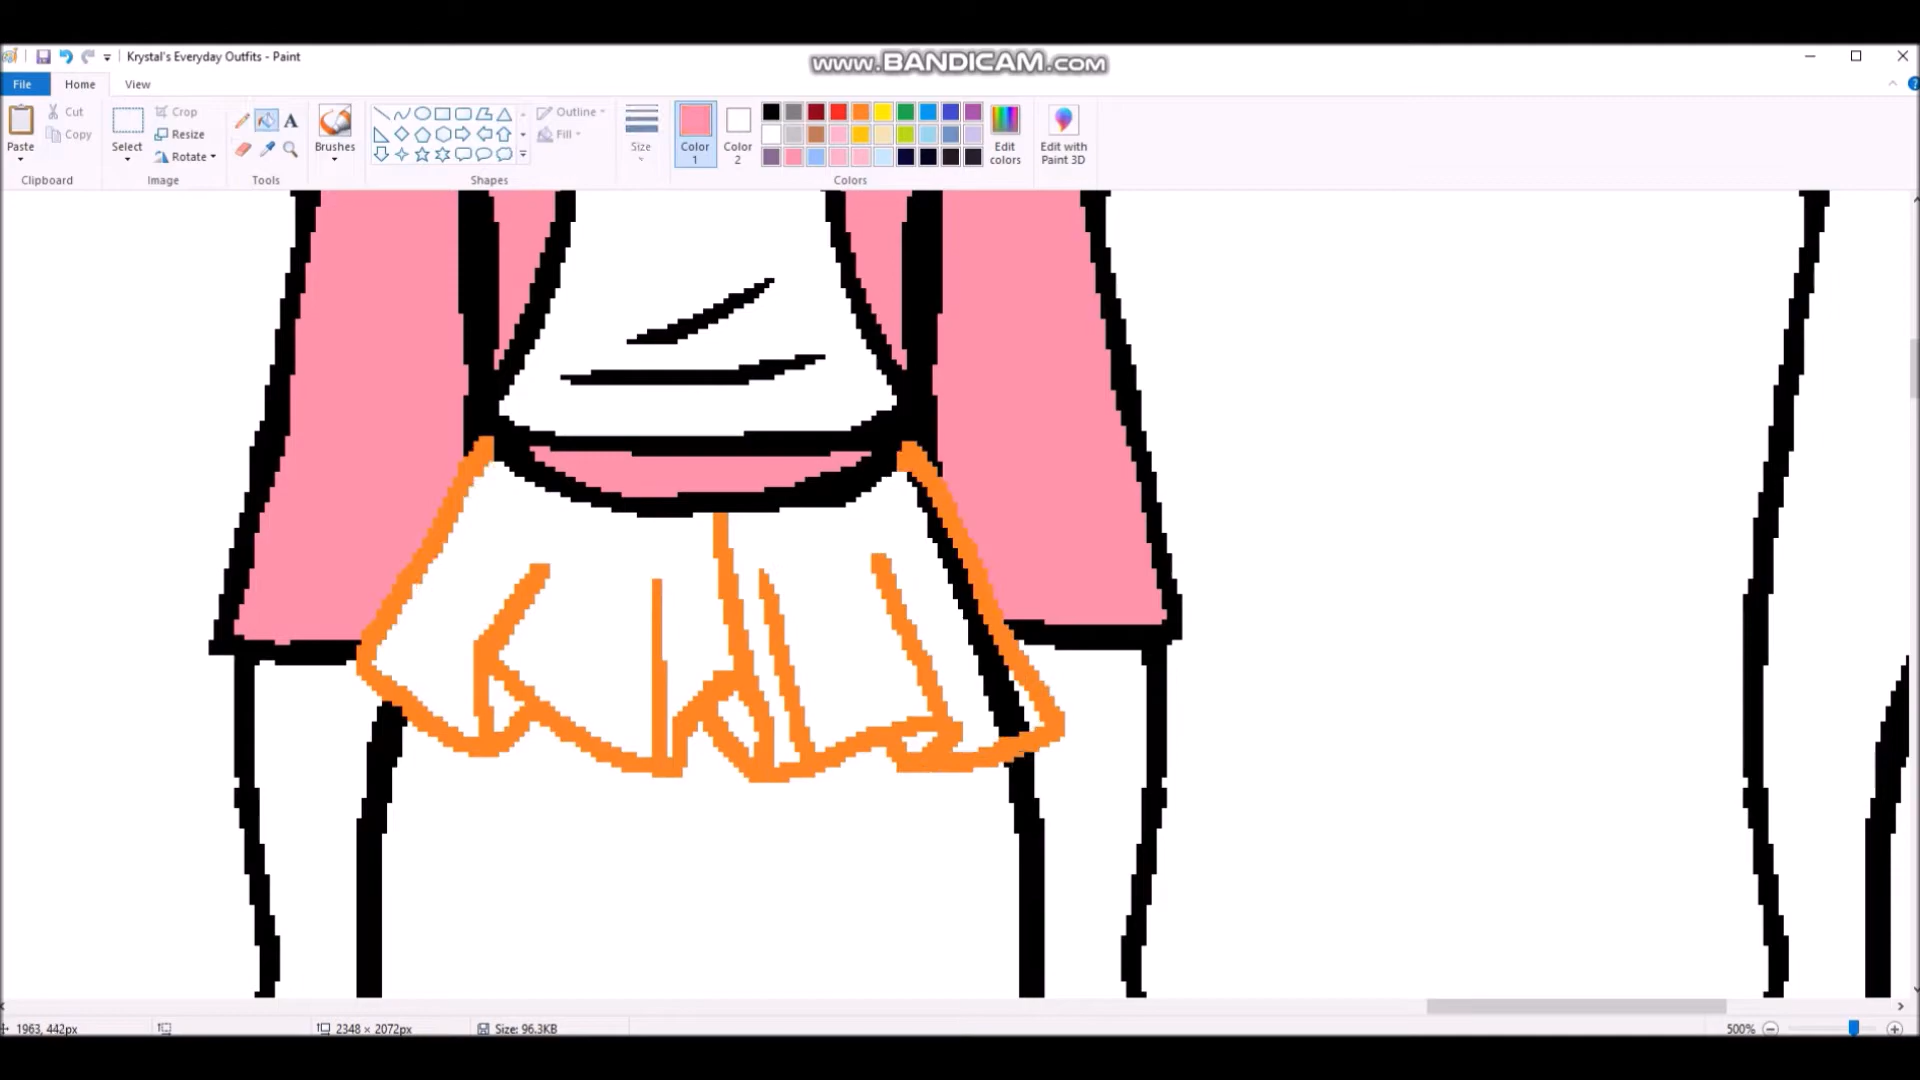 Krystal's Everyday Outfits - Paint
www.BANDICAM.com
File Home View
Paste
Cut
Copy
Clipboard
Select
Crop
Resize
Rotate
Image
A
Tools
Brushes
Shapes
Outline
Fill
Size
Color 1
Color 2
Colors
Edit colors
Edit with Paint 3D
1963, 442px
2348 × 2072px
Size: 96.3KB
500%